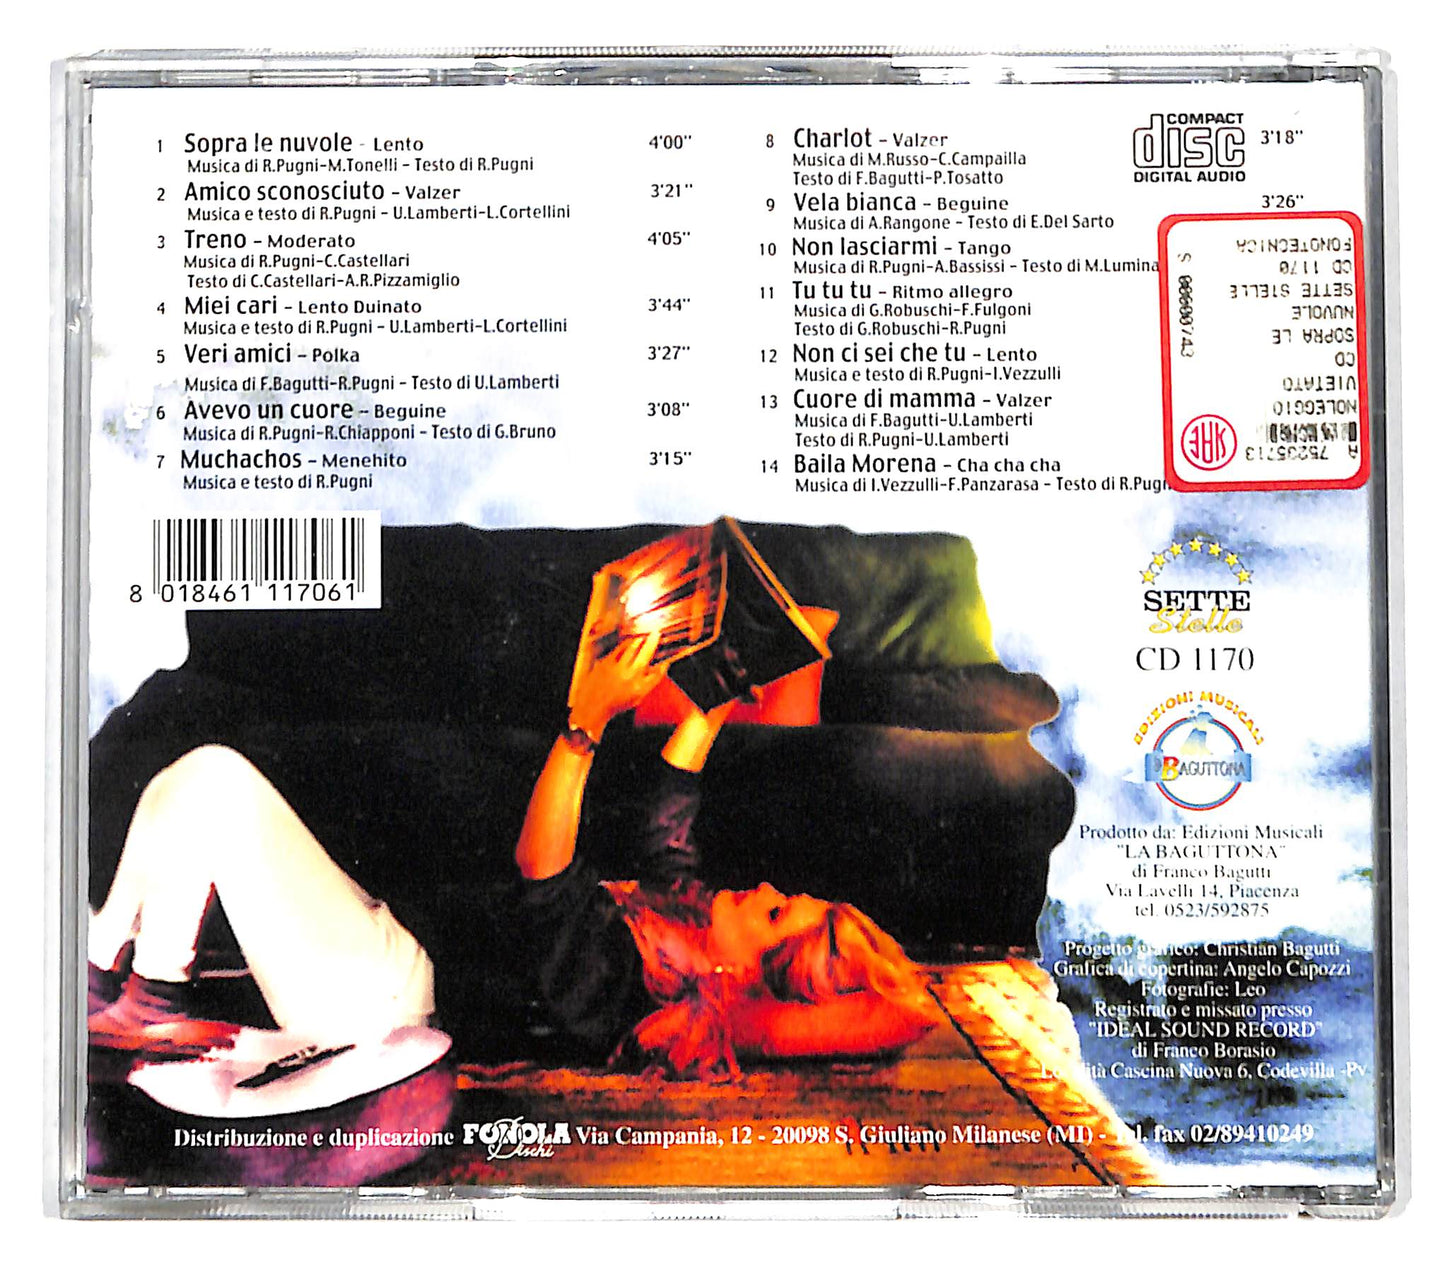 1 Sopra le nuvole - Lento 4'00''
Musica di R.Pugni-M.Tonelli - Testo di R.Pugni
2 Amico sconosciuto - Valzer 3'21''
Musica e testo di R.Pugni - U.Lamberti-L.Cortellini
3 Treno - Moderato 4'05''
Musica di R.Pugni-C.Castellari
Testo di C.Castellari-A.R.Pizzamiglio
4 Miei cari - Lento Duinato 3'44''
Musica e testo di R.Pugni - U.Lamberti-L.Cortellini
5 Veri amici - Polka 3'27''
Musica di F.Bagutti-R.Pugni - Testo di U.Lamberti
6 Avevo un cuore - Beguine 3'08''
Musica di R.Pugni-R.Chiapponi - Testo di G.Bruno
7 Muchachos - Menehito 3'15''
Musica e testo di R.Pugni
8 Charlot - Valzer 3'18''
Musica di M.Russo-C.Campailla
Testo di F.Bagutti-P.Tosatto
9 Vela bianca - Beguine 3'26''
Musica di A.Rangone - Testo di E.Del Sarto
10 Non lasciarmi - Tango
Musica di R.Pugni-A.Bassissi - Testo di M.Lumina
11 Tu tu tu - Ritmo allegro
Musica di G.Robuschi-F.Fulgoni
Testo di G.Robuschi-R.Pugni
12 Non ci sei che tu - Lento
Musica e testo di R.Pugni-I.Vezzulli
13 Cuore di mamma - Valzer
Musica di F.Bagutti-U.Lamberti
Testo di R.Pugni-U.Lamberti
14 Baila Morena - Cha cha cha
Musica di I.Vezzulli-F.Panzarasa - Testo di R.Pugn
COMPACT
disc
DIGITAL AUDIO
A 75235713
NOLEGGIO
VIETATO
CD
SOPRA LE
NUVOLE
SETTE STELLE
CD 1170
FONOTECNICA
S 00000743
SIAE
8 018461 117061
SETTE
Stelle
CD 1170
EDIZIONI MUSICALI
BAGUTTONA
Prodotto da: Edizioni Musicali
"LA BAGUTTONA"
di Franco Bagutti
Via Lavelli 14, Piacenza
tel. 0523/592875
Progetto grafico: Christian Bagutti
Grafica di copertina: Angelo Capozzi
Fotografie: Leo
Registrato e missato presso
"IDEAL SOUND RECORD"
di Franco Borasio
Cascina Nuova 6, Codevilla -Pv
Distribuzione e duplicazione FONOLA Dischi Via Campania, 12 - 20098 S. Giuliano Milanese (MI) - Tel. fax 02/89410249